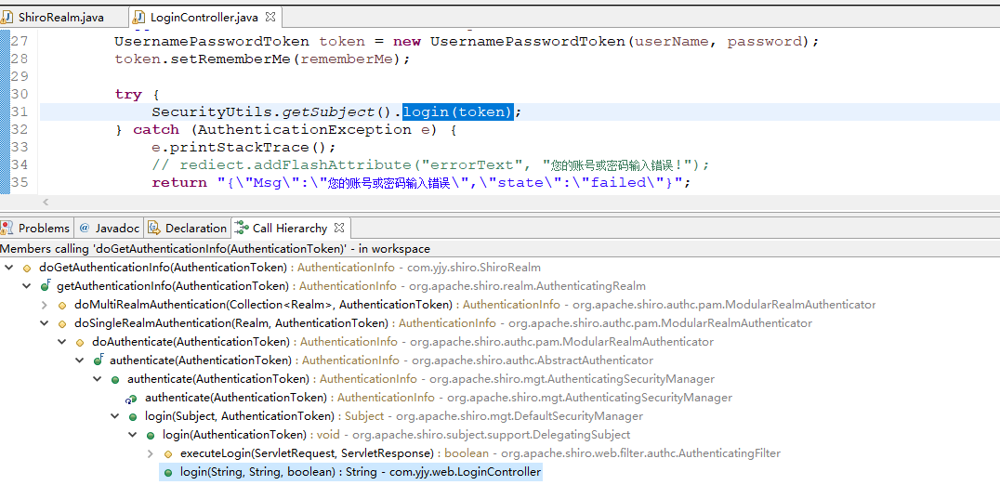 ShiroRealm.java LoginController.java
27 UsernamePasswordToken token = new UsernamePasswordToken(userName, password);
28 token.setRememberMe(rememberMe);
29
30 try {
31 SecurityUtils.getSubject().login(token);
32 } catch (AuthenticationException e) {
33 e.printStackTrace();
34 // rediect.addFlashAttribute("errorText", "您的账号或密码输入错误!");
35 return "{\"Msg\":\"您的账号或密码输入错误\",\"state\":\"failed\"}";
Problems @ Javadoc Declaration Call Hierarchy
Members calling 'doGetAuthenticationInfo(AuthenticationToken)' - in workspace
doGetAuthenticationInfo(AuthenticationToken) : AuthenticationInfo - com.yjy.shiro.ShiroRealm
getAuthenticationInfo(AuthenticationToken) : AuthenticationInfo - org.apache.shiro.realm.AuthenticatingRealm
doMultiRealmAuthentication(Collection<Realm>, AuthenticationToken) : AuthenticationInfo - org.apache.shiro.authc.pam.ModularRealmAuthenticator
doSingleRealmAuthentication(Realm, AuthenticationToken) : AuthenticationInfo - org.apache.shiro.authc.pam.ModularRealmAuthenticator
doAuthenticate(AuthenticationToken) : AuthenticationInfo - org.apache.shiro.authc.pam.ModularRealmAuthenticator
authenticate(AuthenticationToken) : AuthenticationInfo - org.apache.shiro.authc.AbstractAuthenticator
authenticate(AuthenticationToken) : AuthenticationInfo - org.apache.shiro.mgt.AuthenticatingSecurityManager
authenticate(AuthenticationToken) : AuthenticationInfo - org.apache.shiro.mgt.AuthenticatingSecurityManager
login(Subject, AuthenticationToken) : Subject - org.apache.shiro.mgt.DefaultSecurityManager
login(AuthenticationToken) : void - org.apache.shiro.subject.support.DelegatingSubject
executeLogin(ServletRequest, ServletResponse) : boolean - org.apache.shiro.web.filter.authc.AuthenticatingFilter
login(String, String, boolean) : String - com.yjy.web.LoginController